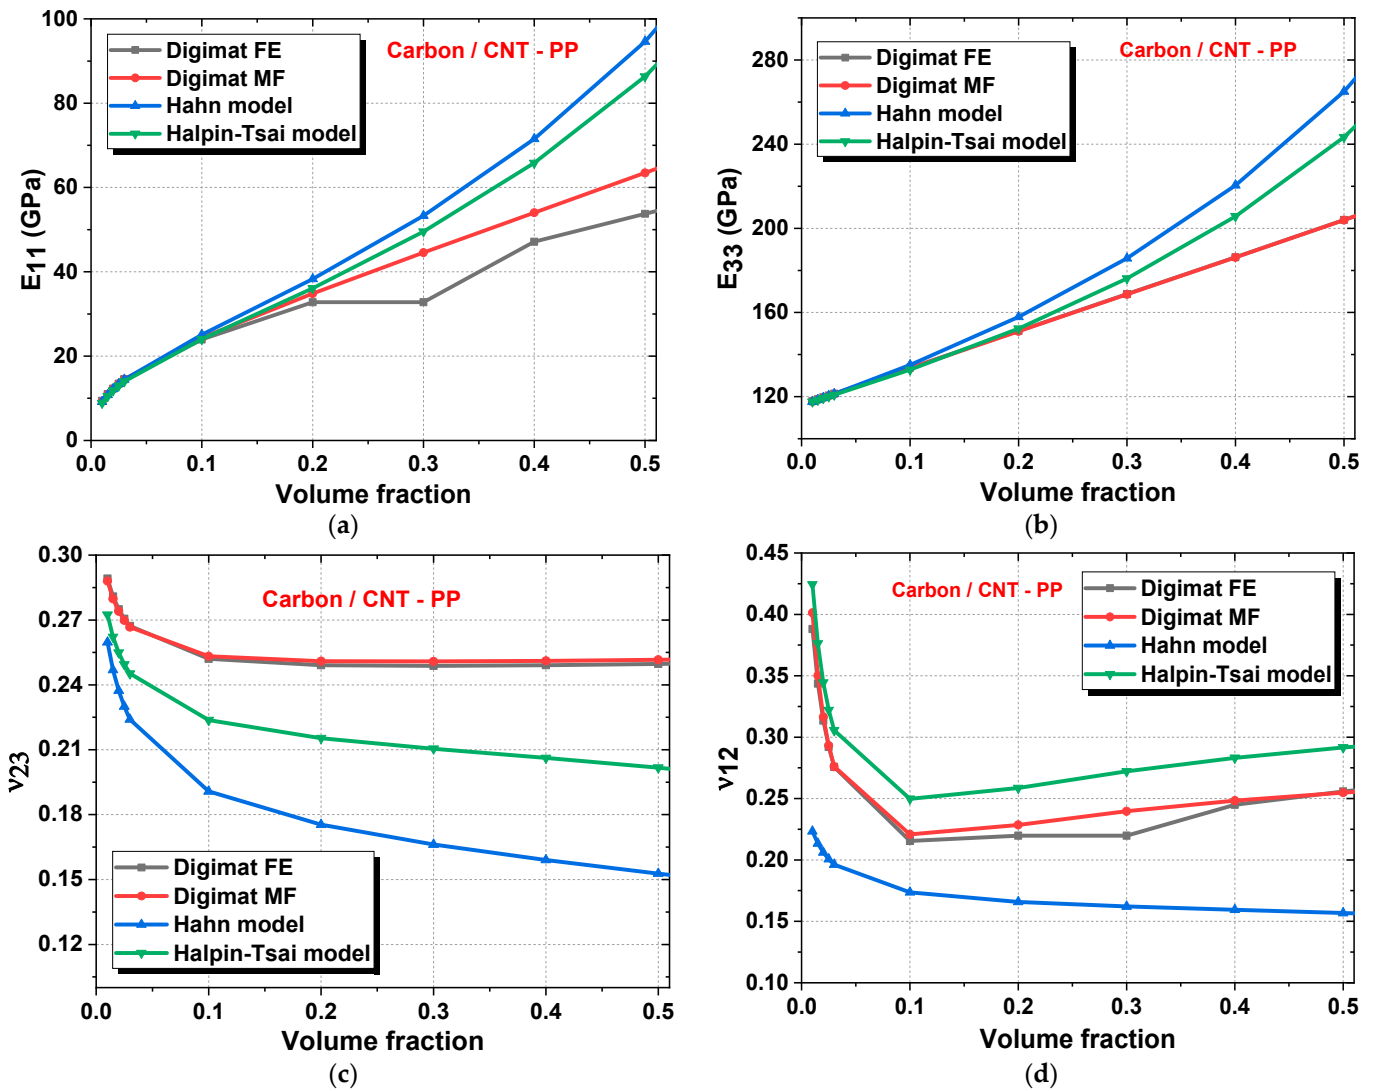 100
80
60
40
20
0
E11 (GPa)
Digimat FE
Digimat MF
Hahn model
Halpin-Tsai model
Carbon / CNT - PP
0.0 0.1 0.2 0.3 0.4 0.5
Volume fraction
(a)
280
240
200
160
120
E33 (GPa)
Digimat FE
Digimat MF
Hahn model
Halpin-Tsai model
Carbon / CNT - PP
0.0 0.1 0.2 0.3 0.4 0.5
Volume fraction
(b)
0.30
0.27
0.24
0.21
0.18
0.15
0.12
ν23
Carbon / CNT - PP
Digimat FE
Digimat MF
Hahn model
Halpin-Tsai model
0.0 0.1 0.2 0.3 0.4 0.5
Volume fraction
(c)
0.45
0.40
0.35
0.30
0.25
0.20
0.15
0.10
ν12
Carbon / CNT - PP
Digimat FE
Digimat MF
Hahn model
Halpin-Tsai model
0.0 0.1 0.2 0.3 0.4 0.5
Volume fraction
(d)